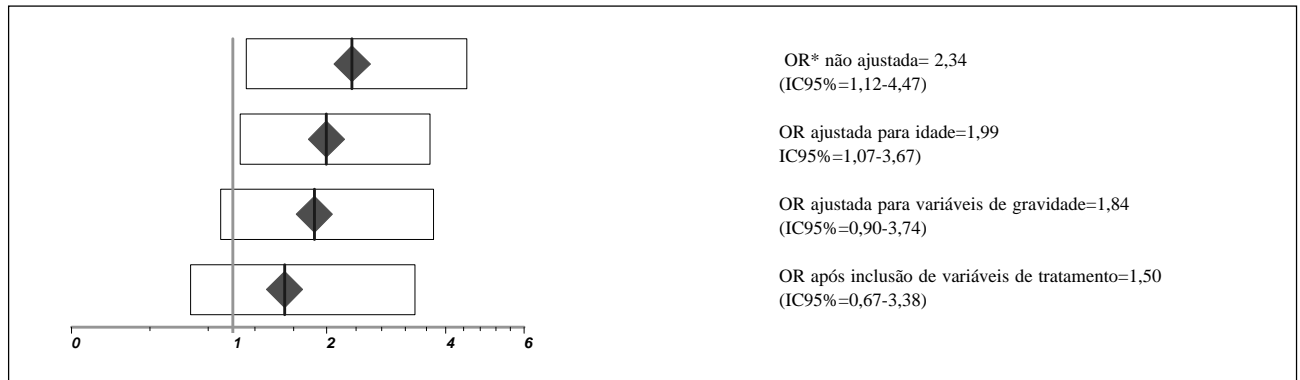 OR* não ajustada= 2,34
(IC95%=1,12-4,47)
OR ajustada para idade=1,99
IC95%=1,07-3,67)
OR ajustada para variáveis de gravidade=1,84
(IC95%=0,90-3,74)
OR após inclusão de variáveis de tratamento=1,50
(IC95%=0,67-3,38)
0 1 2 4 6